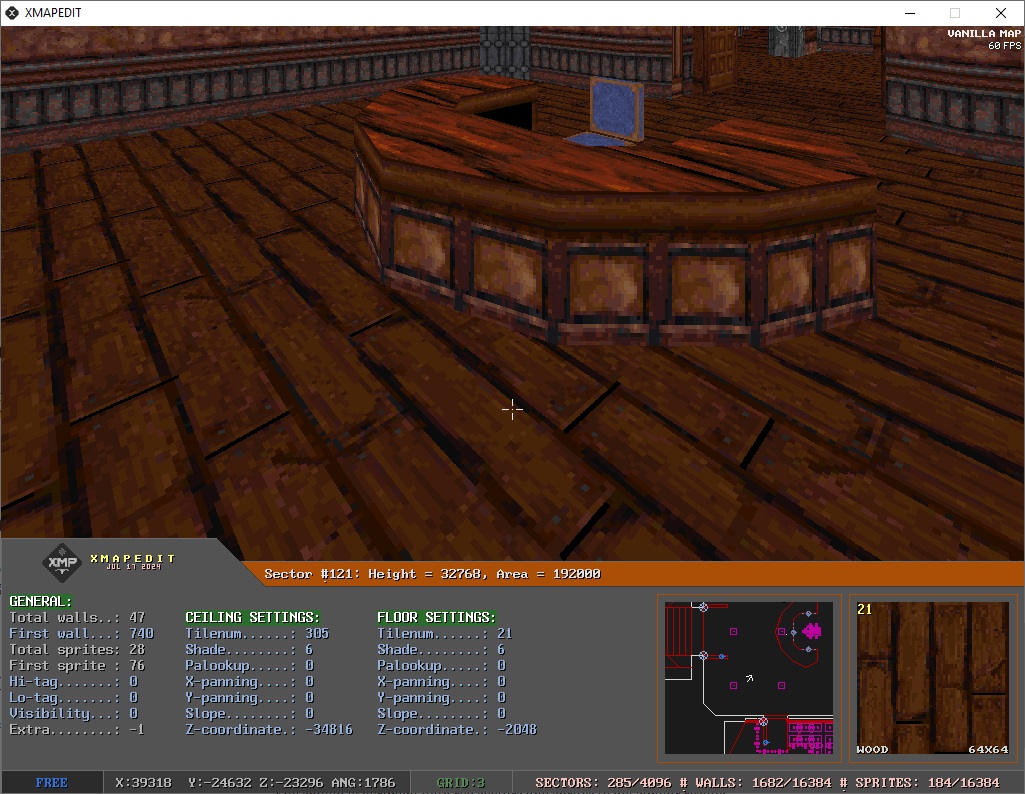 XMAPEDIT
VANILLA MAP
60 FPS
XMP
XMAPEDIT
JUL 17 2024
Sector #121: Height = 32768, Area = 192000
GENERAL:
Total walls..: 47
First wall...: 740
Total sprites: 28
First sprite : 76
Hi-tag.......: 0
Lo-tag.......: 0
Visibility...: 0
Extra........: -1
CEILING SETTINGS:
Tilenum......: 305
Shade........: 6
Palookup.....: 0
X-panning....: 0
Y-panning....: 0
Slope........: 0
Z-coordinate.: -34816
FLOOR SETTINGS:
Tilenum......: 21
Shade........: 6
Palookup.....: 0
X-panning....: 0
Y-panning....: 0
Slope........: 0
Z-coordinate.: -2048
21
WOOD 64X64
FREE X:39318 Y:-24632 Z:-23296 ANG:1786 GRID:3 SECTORS: 285/4096 # WALLS: 1682/16384 # SPRITES: 184/16384